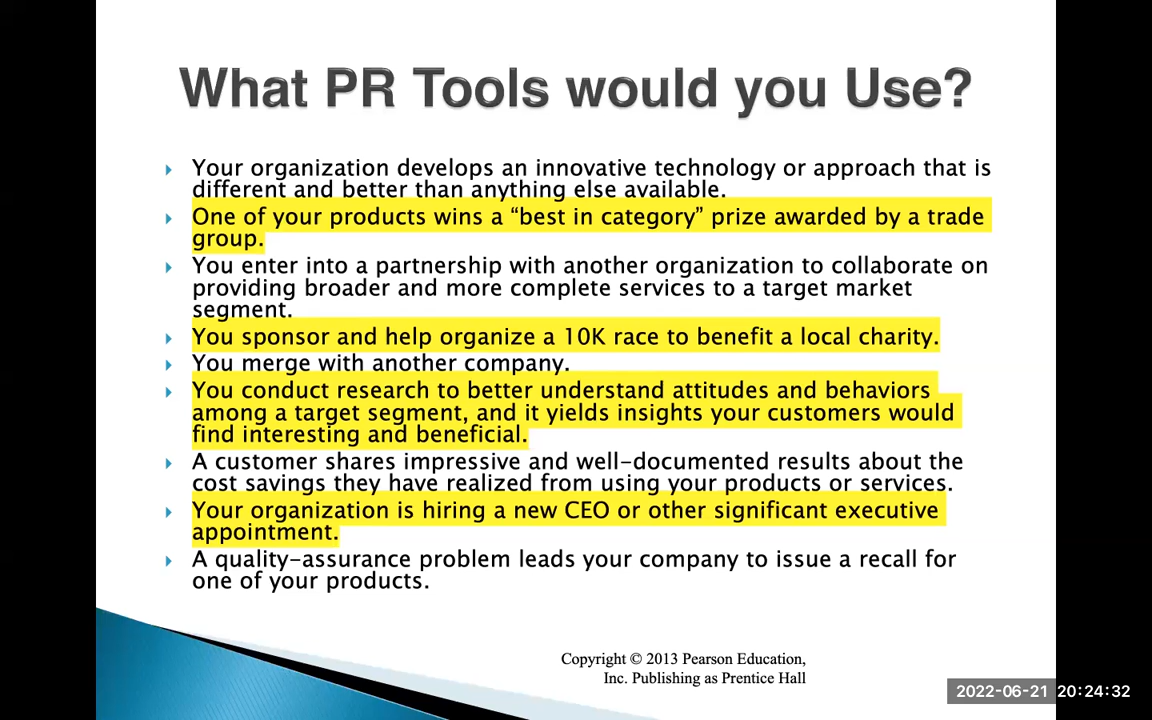 What PR Tools would you Use?
Your organization develops an innovative technology or approach that is
different and better than anything else available.
One of your products wins a “best in category” prize awarded by a trade
group.
You enter into a partnership with another organization to collaborate on
providing broader and more complete services to a target market
segment.
You sponsor and help organize a 10K race to benefit a local charity.
You merge with another company.
You conduct research to better understand attitudes and behaviors
among a target segment, and it yields insights your customers would
find interesting and beneficial.
A customer shares impressive and well-documented results about the
cost savings they have realized from using your products or services.
Your organization is hiring a new CEO or other significant executive
appointment.
A quality-assurance problem leads your company to issue a recall for
one of your products.
Copyright © 2013 Pearson Education,
Inc. Publishing as Prentice Hall
2022-06-21 20:24:32